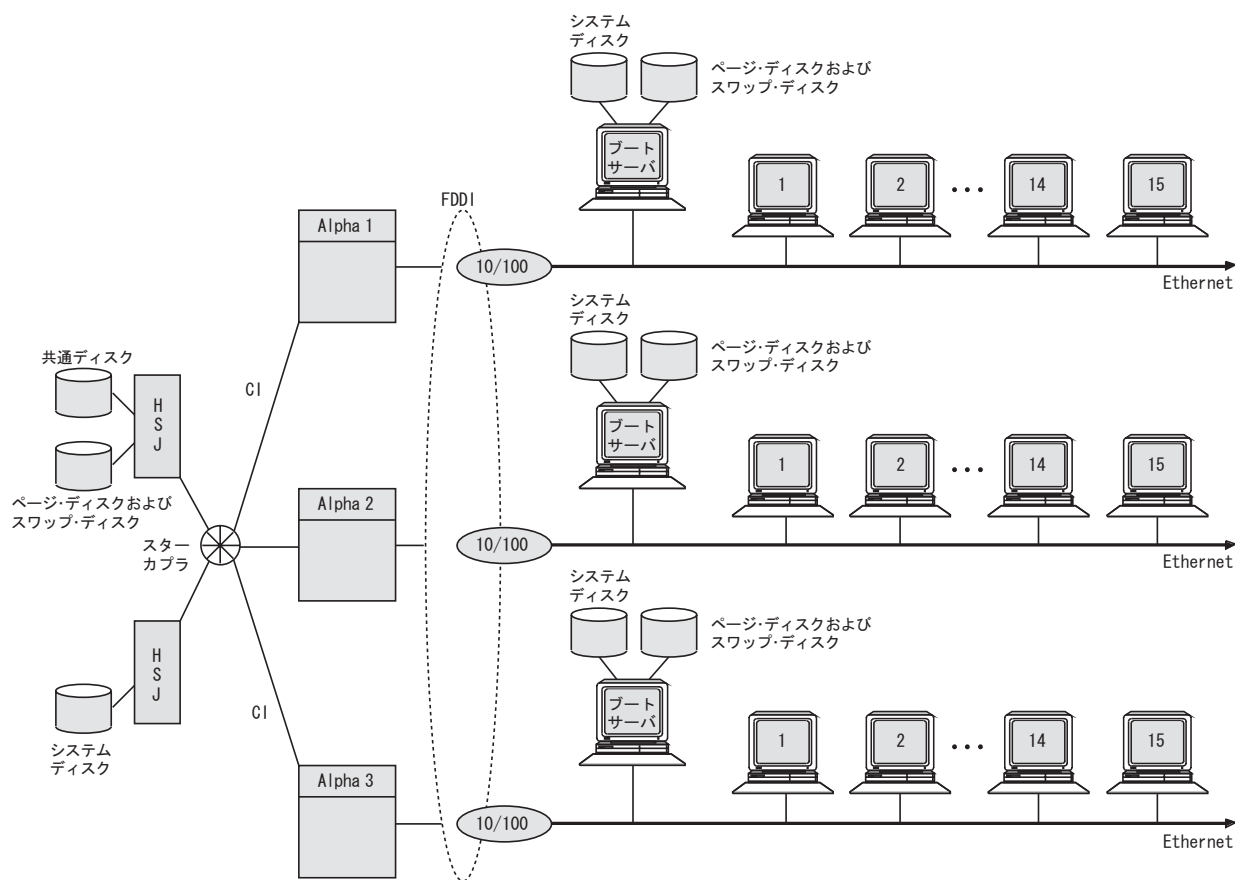 システム
ディスク
ページ・ディスクおよび
スワップ・ディスク
ブート
サーバ
1
2
•••
14
15
FDDI
Alpha 1
10/100
Ethernet
システム
ディスク
ページ・ディスクおよび
スワップ・ディスク
共通ディスク
H
S
J
CI
ブート
サーバ
1
2
•••
14
15
ページ・ディスクおよび
スワップ・ディスク
Alpha 2
スター
カプラ
10/100
Ethernet
システム
ディスク
ページ・ディスクおよび
スワップ・ディスク
H
S
J
CI
ブート
サーバ
1
2
•••
14
15
システム
ディスク
Alpha 3
10/100
Ethernet